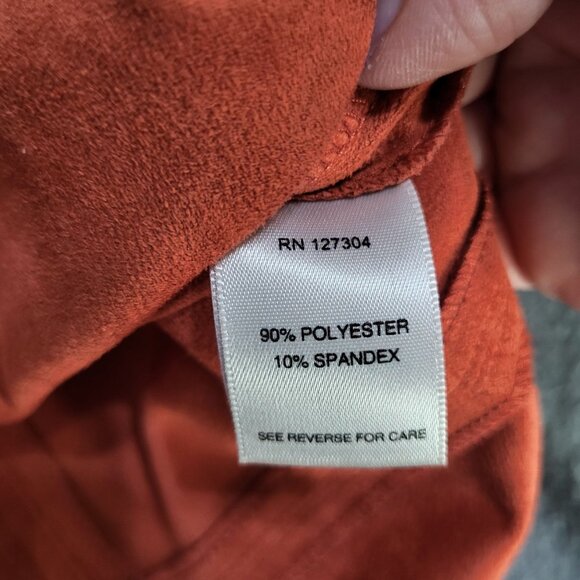 RN 127304
90% POLYESTER
10% SPANDEX
SEE REVERSE FOR CARE